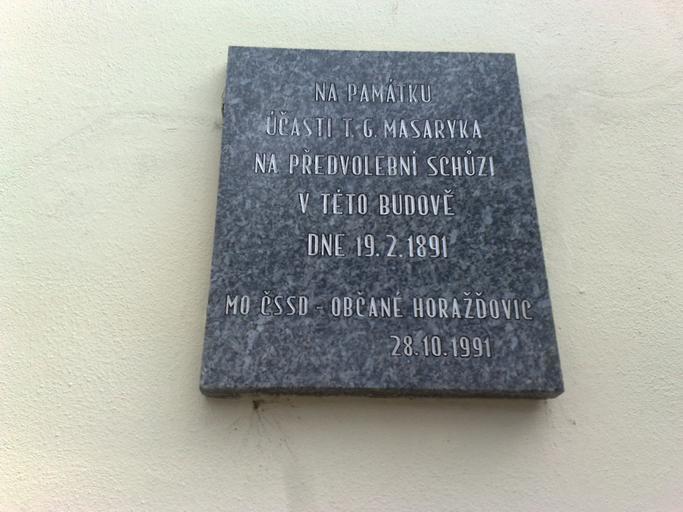 NA PAMÁTKU
ÚČASTI T. G. MASARYKA
NA PŘEDVOLEBNÍ SCHŮZI
V TÉTO BUDOVĚ
DNE 19. 2. 1891
MO ČSSD - OBČANÉ HORAŽĎOVIC
28.10.1991